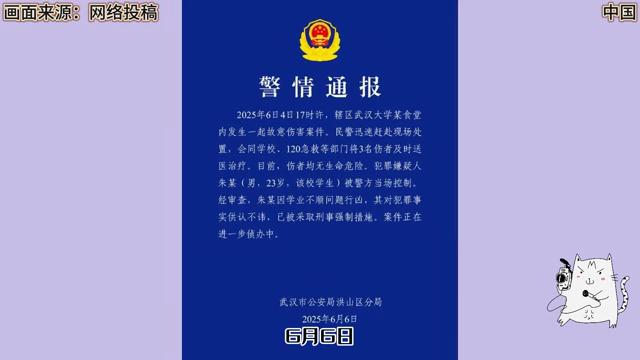 画面来源：网络投稿
中国
警情通报
2025年6月4日17时许，辖区武汉大学某食堂
内发生一起故意伤害案件。民警迅速赶赴现场处
置，会同学校、120急救等部门将3名伤者及时送
医治疗。目前，伤者均无生命危险。犯罪嫌疑人
朱某（男，23岁，该校学生）被警方当场控制。
经审查，朱某因学业不顺问题行凶，其对犯罪事
实供认不讳，已被采取刑事强制措施。案件正在
进一步侦办中。
武汉市公安局洪山区分局
2025年6月6日
6月6日